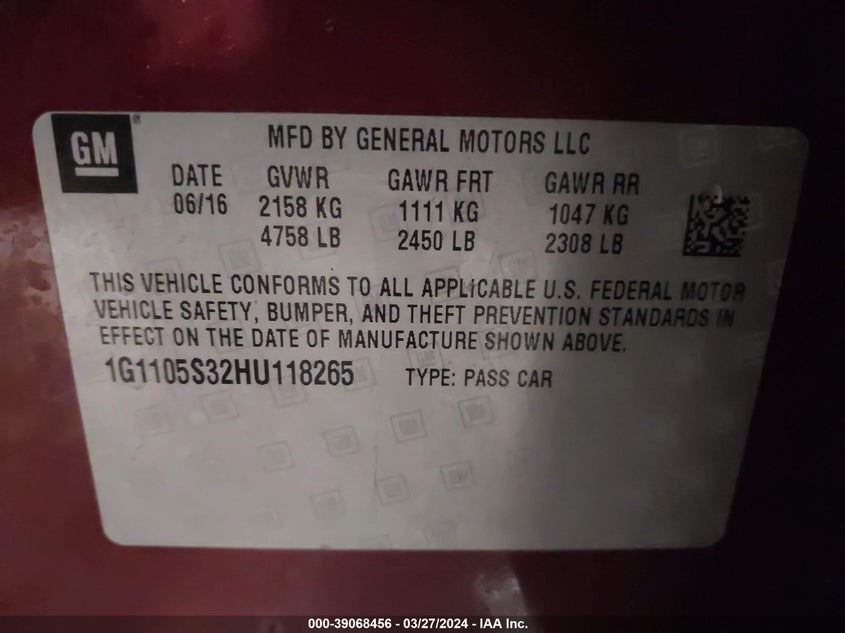 GM
MFD BY GENERAL MOTORS LLC
DATE GVWR GAWR FRT GAWR RR
06/16 2158 KG 1111 KG 1047 KG
4758 LB 2450 LB 2308 LB
THIS VEHICLE CONFORMS TO ALL APPLICABLE U.S. FEDERAL MOTOR
VEHICLE SAFETY, BUMPER, AND THEFT PREVENTION STANDARDS IN
EFFECT ON THE DATE OF MANUFACTURE SHOWN ABOVE.
1G1105S32HU118265 TYPE: PASS CAR
000-39068456 - 03/27/2024 - IAA Inc.